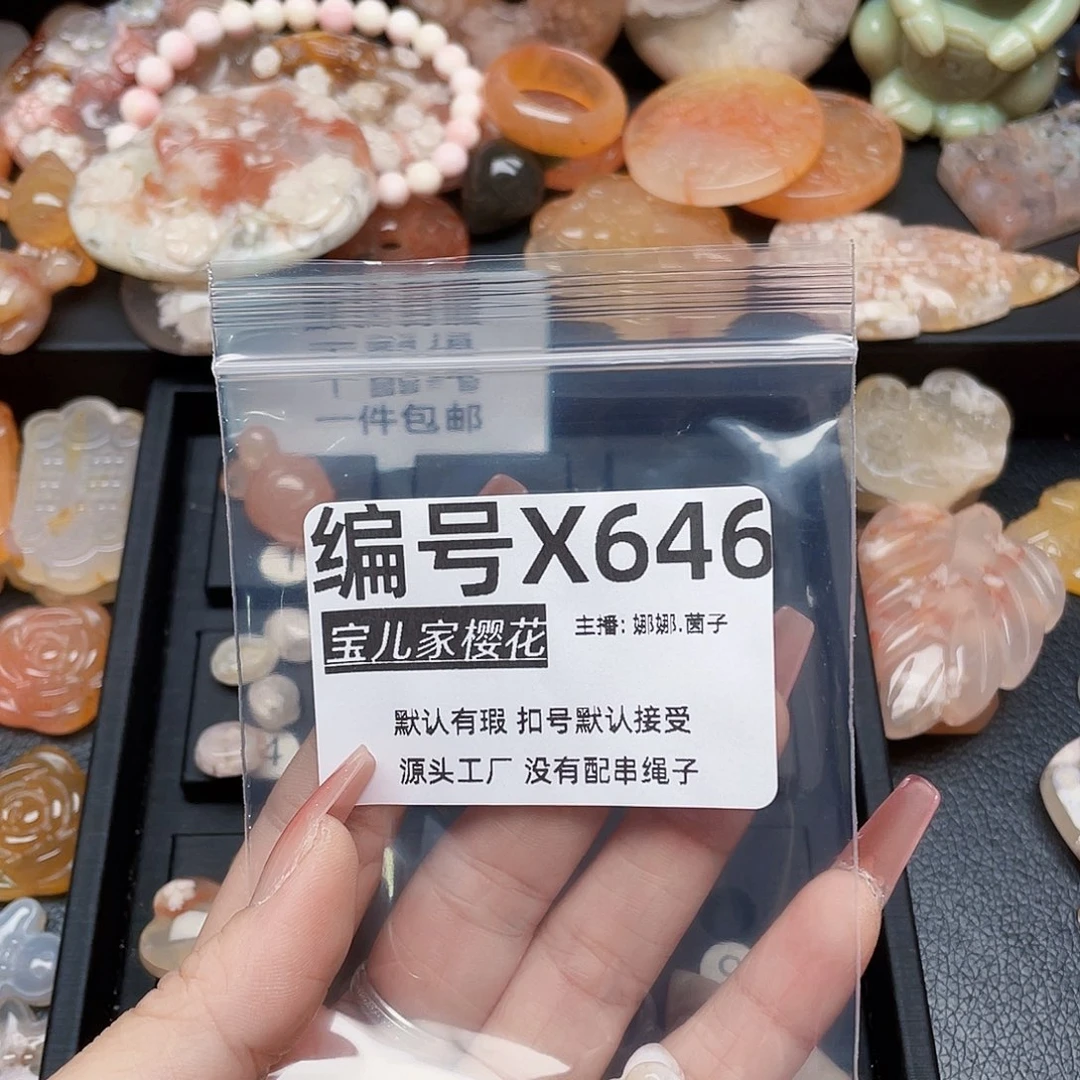 一件包邮
编号X646
宝儿家樱花
主播: 娜娜.菌子
默认有瑕 扣号默认接受
源头工厂 没有配串绳子
4